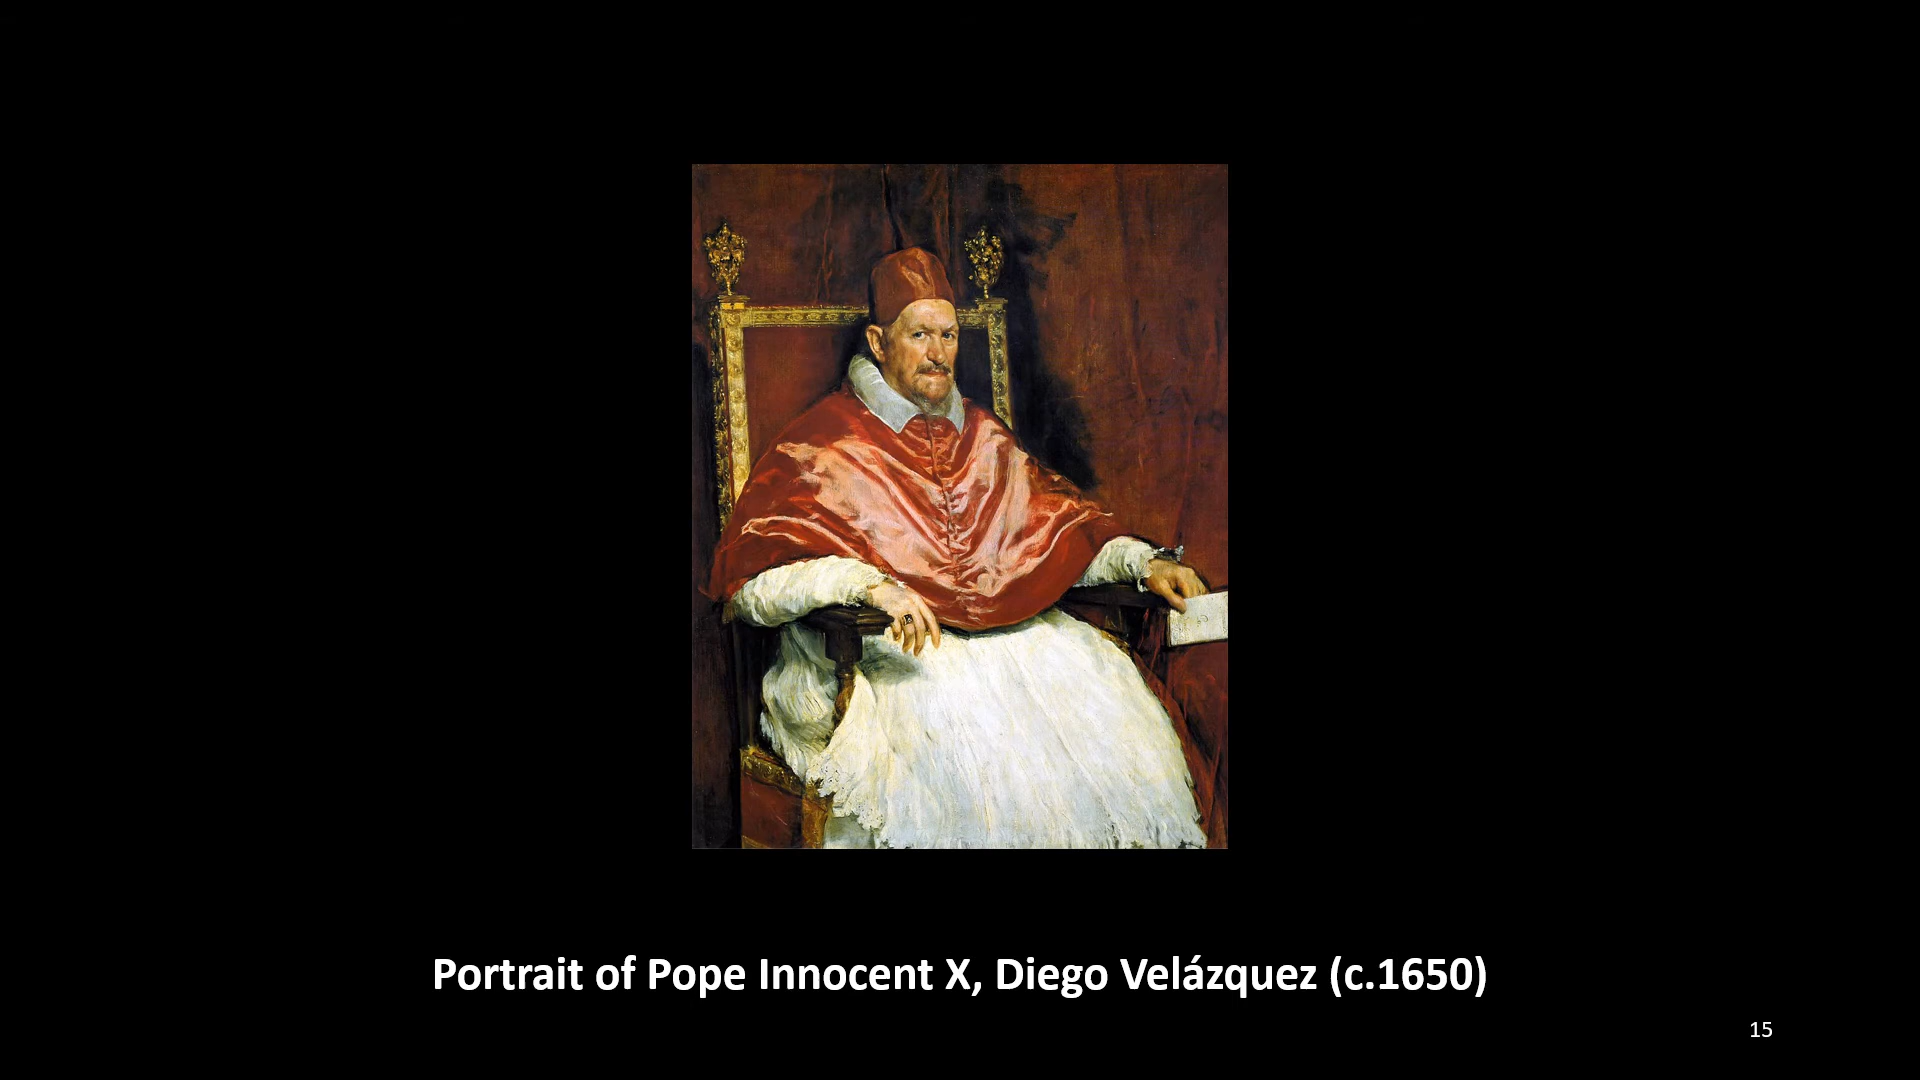 Portrait of Pope Innocent X, Diego Velázquez (c.1650)
15